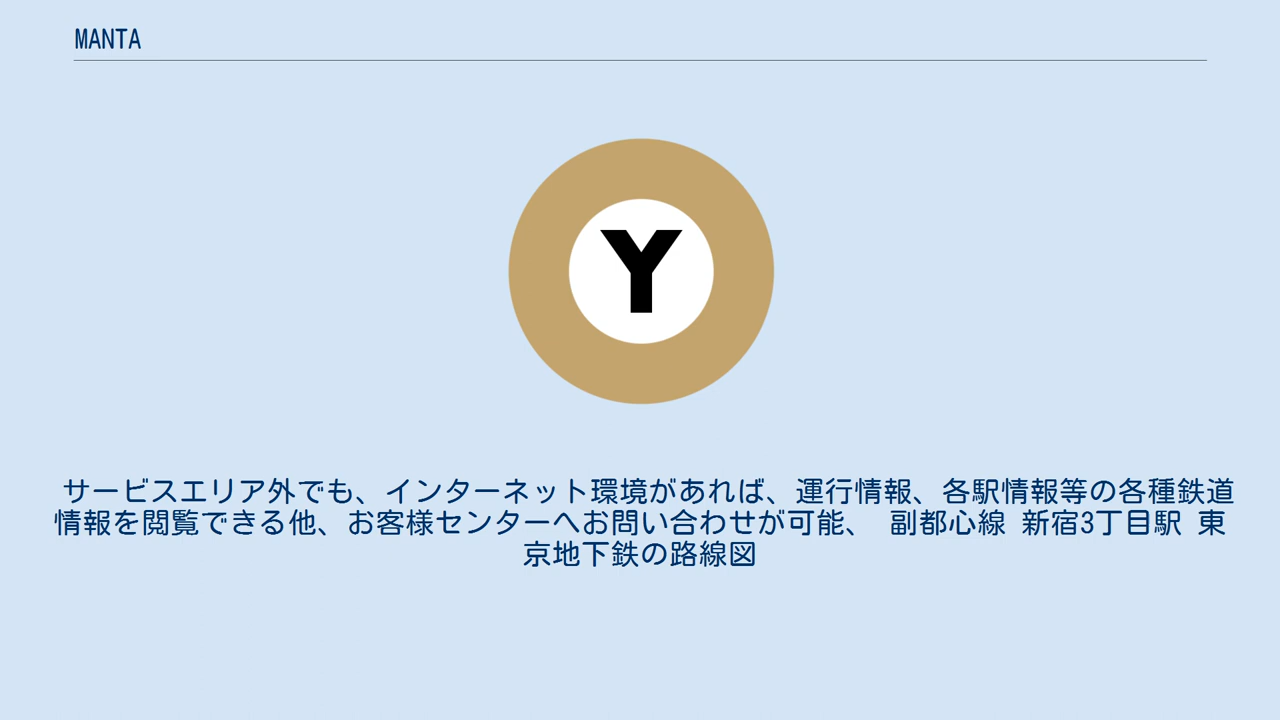 MANTA
Y
サービスエリア外でも、インターネット環境があれば、運行情報、各駅情報等の各種鉄道
情報を閲覧できる他、お客様センターへお問い合わせが可能、 副都心線 新宿3丁目駅 東
京地下鉄の路線図